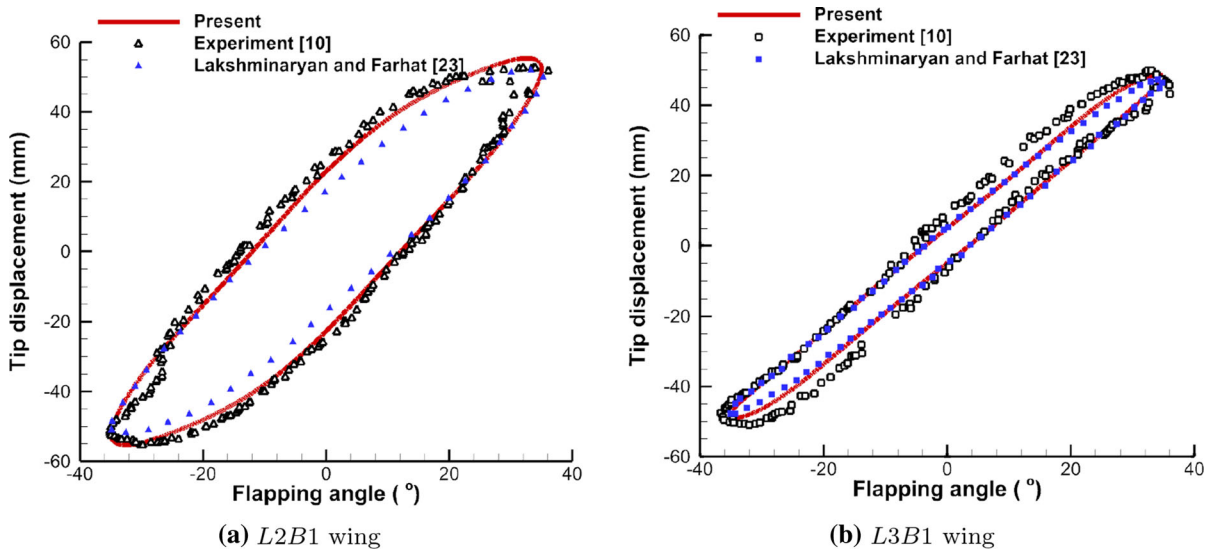 Present
Experiment [10]
Lakshminaryan and Farhat [23]
Tip displacement (mm)
60
40
20
0
-20
-40
-60
-40
-20
0
20
40
Flapping angle ( °)
(a) L2B1 wing
Present
Experiment [10]
Lakshminaryan and Farhat [23]
Tip displacement (mm)
60
40
20
0
-20
-40
-60
-40
-20
0
20
40
Flapping angle ( °)
(b) L3B1 wing